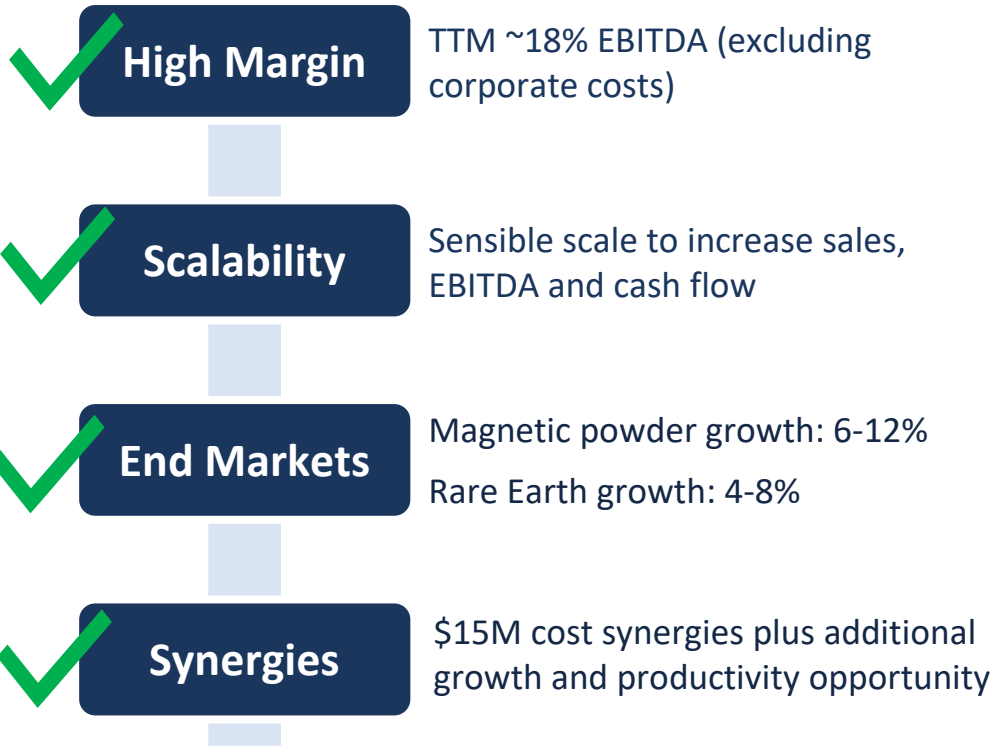 High Margin
TTM ~18% EBITDA (excluding
corporate costs)
Scalability
Sensible scale to increase sales,
EBITDA and cash flow
End Markets
Magnetic powder growth: 6-12%
Rare Earth growth: 4-8%
Synergies
$15M cost synergies plus additional
growth and productivity opportunity